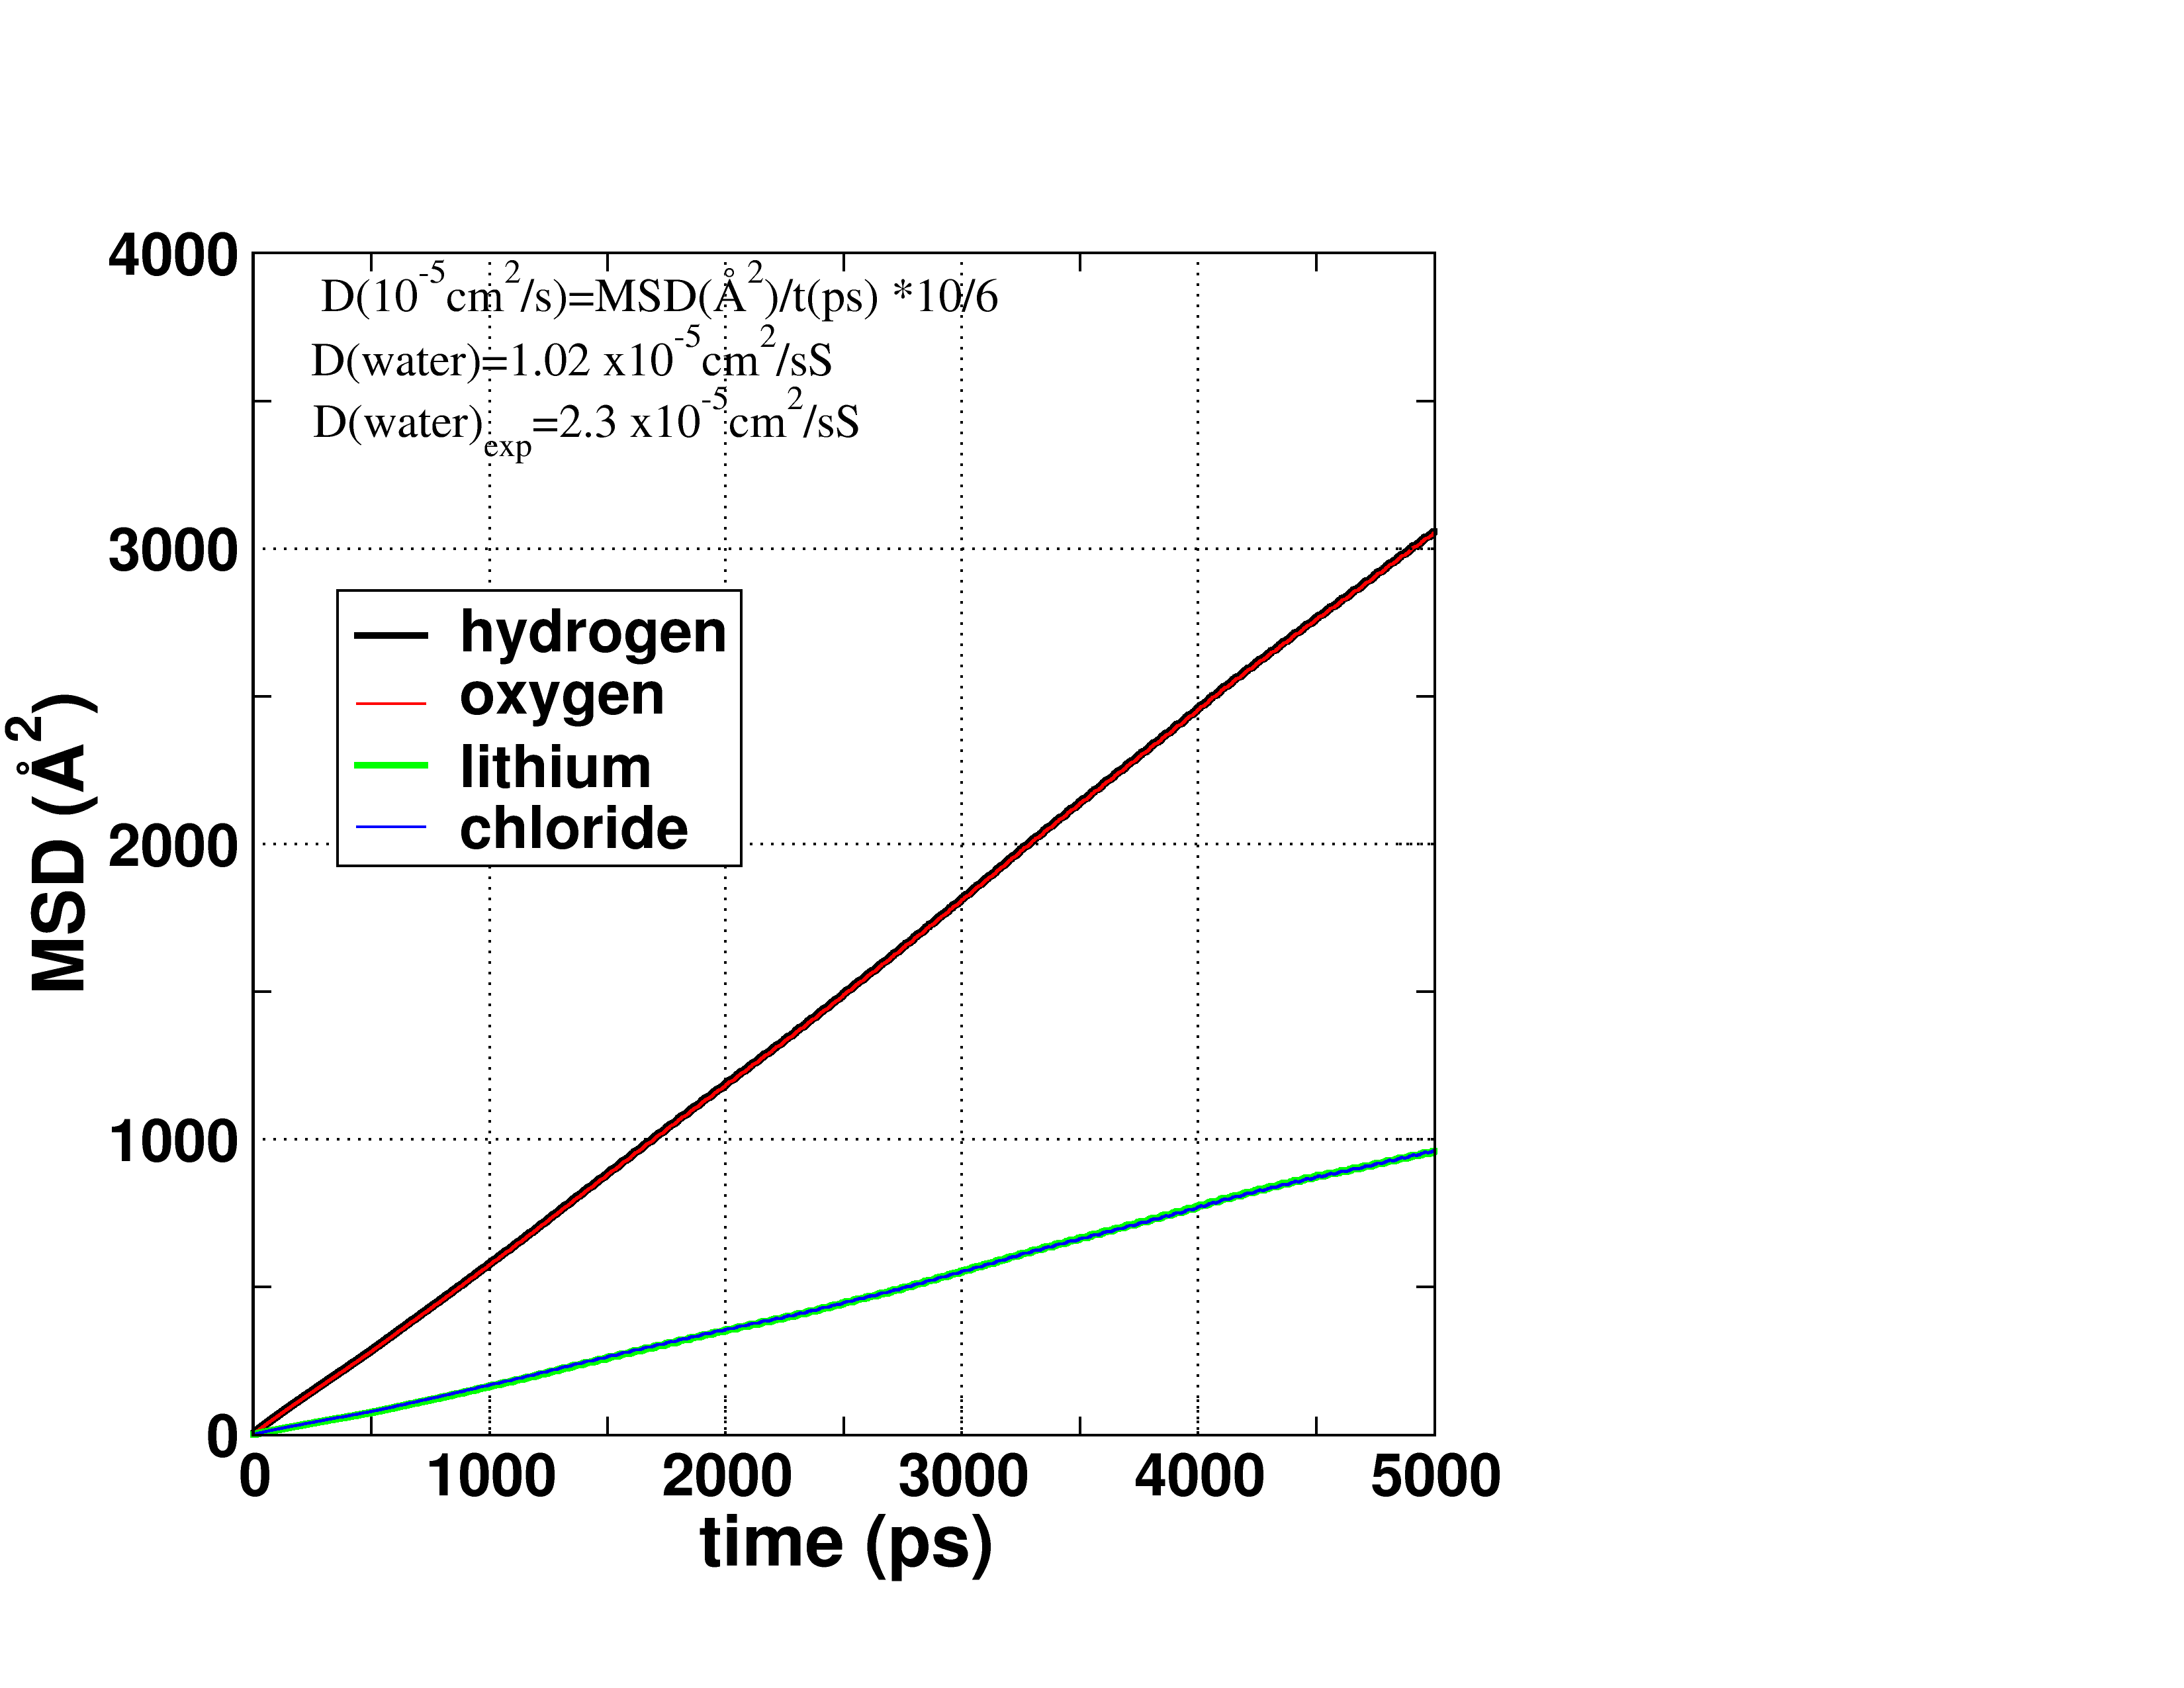 4000
D(10⁻⁵cm²/s)=MSD(Å²)/t(ps) *10/6
D(water)=1.02 x10⁻⁵cm²/sS
D(water)exp=2.3 x10⁻⁵cm²/sS
3000
hydrogen
oxygen
lithium
chloride
MSD (Å²)
2000
1000
0
0 1000 2000 3000 4000 5000
time (ps)